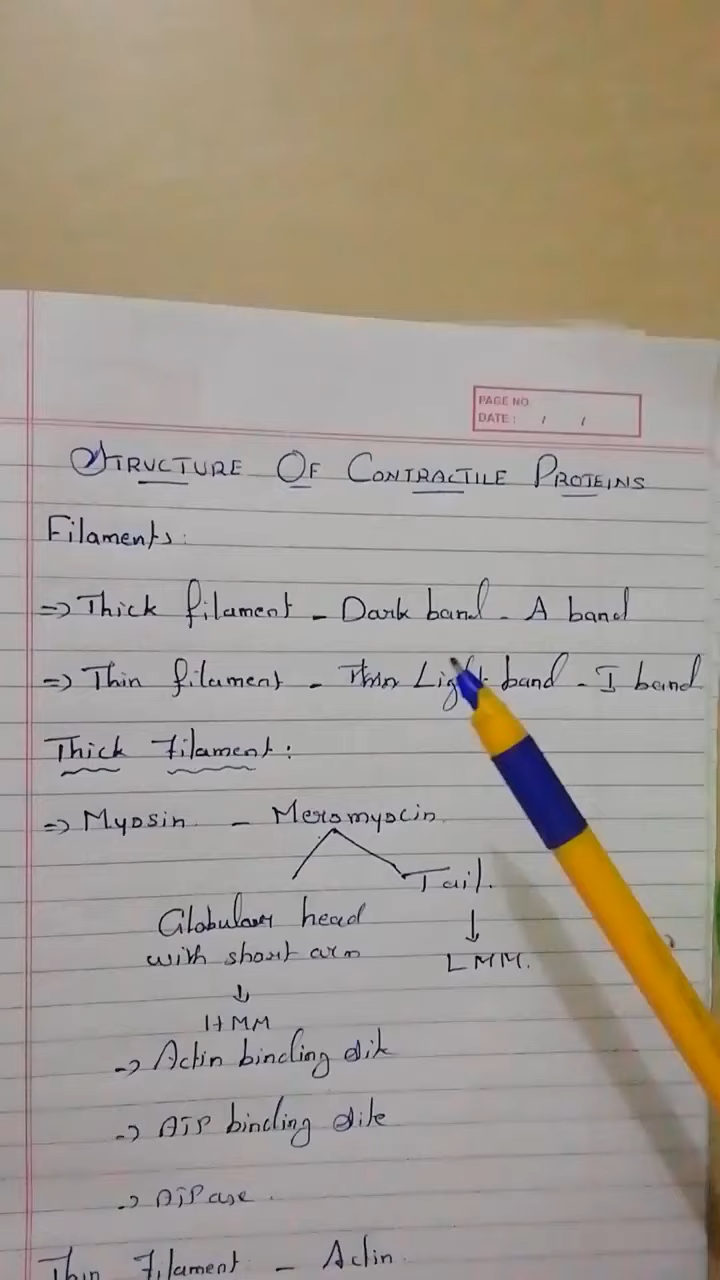 PAGE NO
DATE : / /
STRUCTURE OF CONTRACTILE PROTEINS
Filaments:
=> Thick filament - Dark band - A band
=> Thin filament - Light band - I band
Thick Filament:
=> Myosin - Meromyocin
Tail.
Globular head
with short arm
↓
↓
LMM.
HMM
-> Actin binding site
-> ATP binding site
-> ATPase.
Thin Filament - Actin.